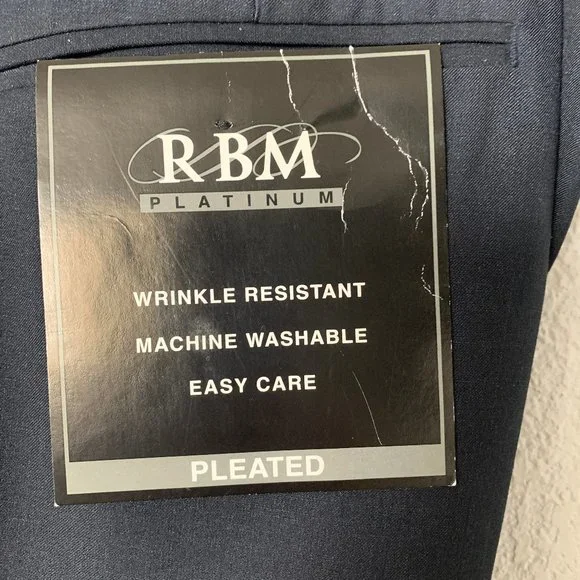 RBM
PLATINUM
WRINKLE RESISTANT
MACHINE WASHABLE
EASY CARE
PLEATED